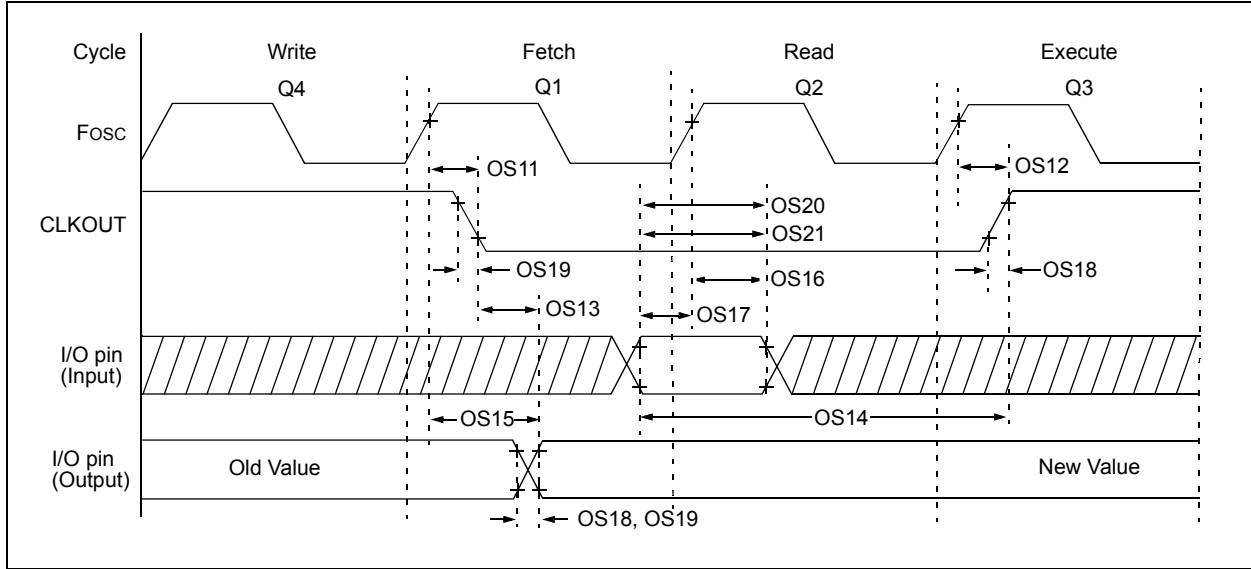 Cycle Write Fetch Read Execute
Q4 Q1 Q2 Q3
FOSC
OS11 OS12
OS20
CLKOUT
OS21
OS19 OS16 OS18
OS13 OS17
I/O pin
(Input)
OS15 OS14
I/O pin
(Output)
Old Value New Value
OS18, OS19